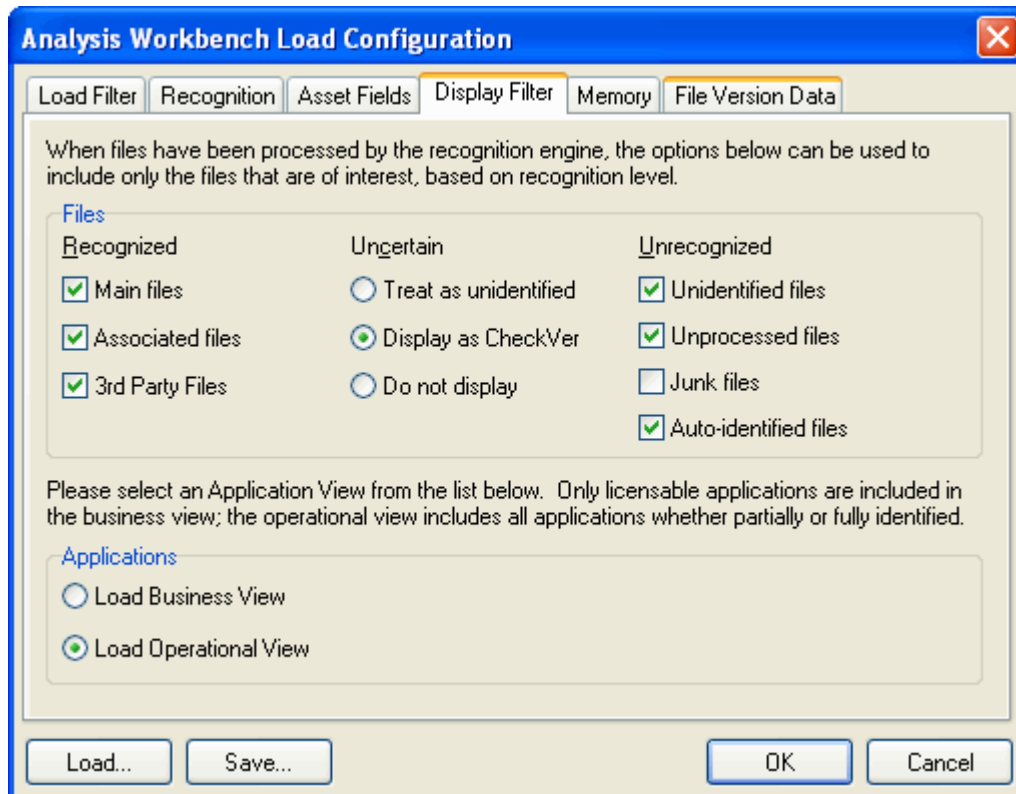 Analysis Workbench Load Configuration
Load Filter
Recognition
Asset Fields
Display Filter
Memory
File Version Data
When files have been processed by the recognition engine, the options below can be used to
include only the files that are of interest, based on recognition level.
Files
Recognized
Main files
Associated files
3rd Party Files
Uncertain
Treat as unidentified
Display as CheckVer
Do not display
Unrecognized
Unidentified files
Unprocessed files
Junk files
Auto-identified files
Please select an Application View from the list below.  Only licensable applications are included in
the business view; the operational view includes all applications whether partially or fully identified.
Applications
Load Business View
Load Operational View
Load...
Save...
OK
Cancel